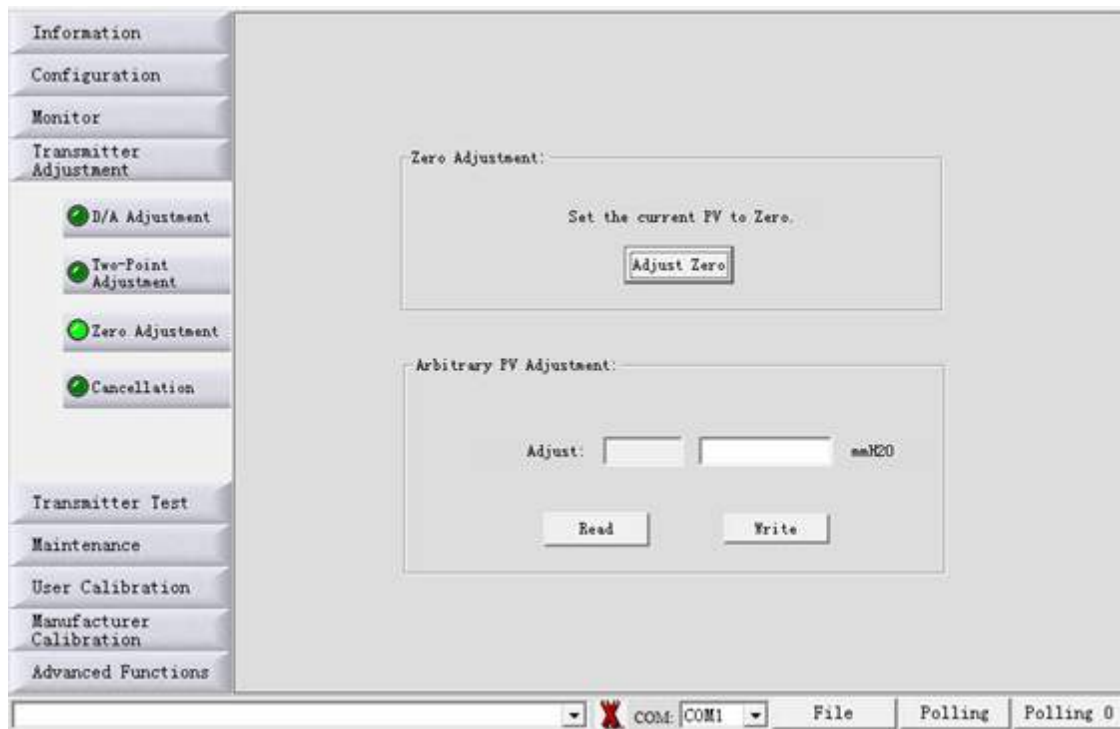 Information
Configuration
Monitor
Transmitter
Adjustment
D/A Adjustment
Two-Point
Adjustment
Zero Adjustment
Cancellation
Transmitter Test
Maintenance
User Calibration
Manufacturer
Calibration
Advanced Functions
Zero Adjustment:
Set the current PV to Zero.
Adjust Zero
Arbitrary PV Adjustment:
Adjust: mmH2O
Read Write
COM: COM1 File Polling Polling 0